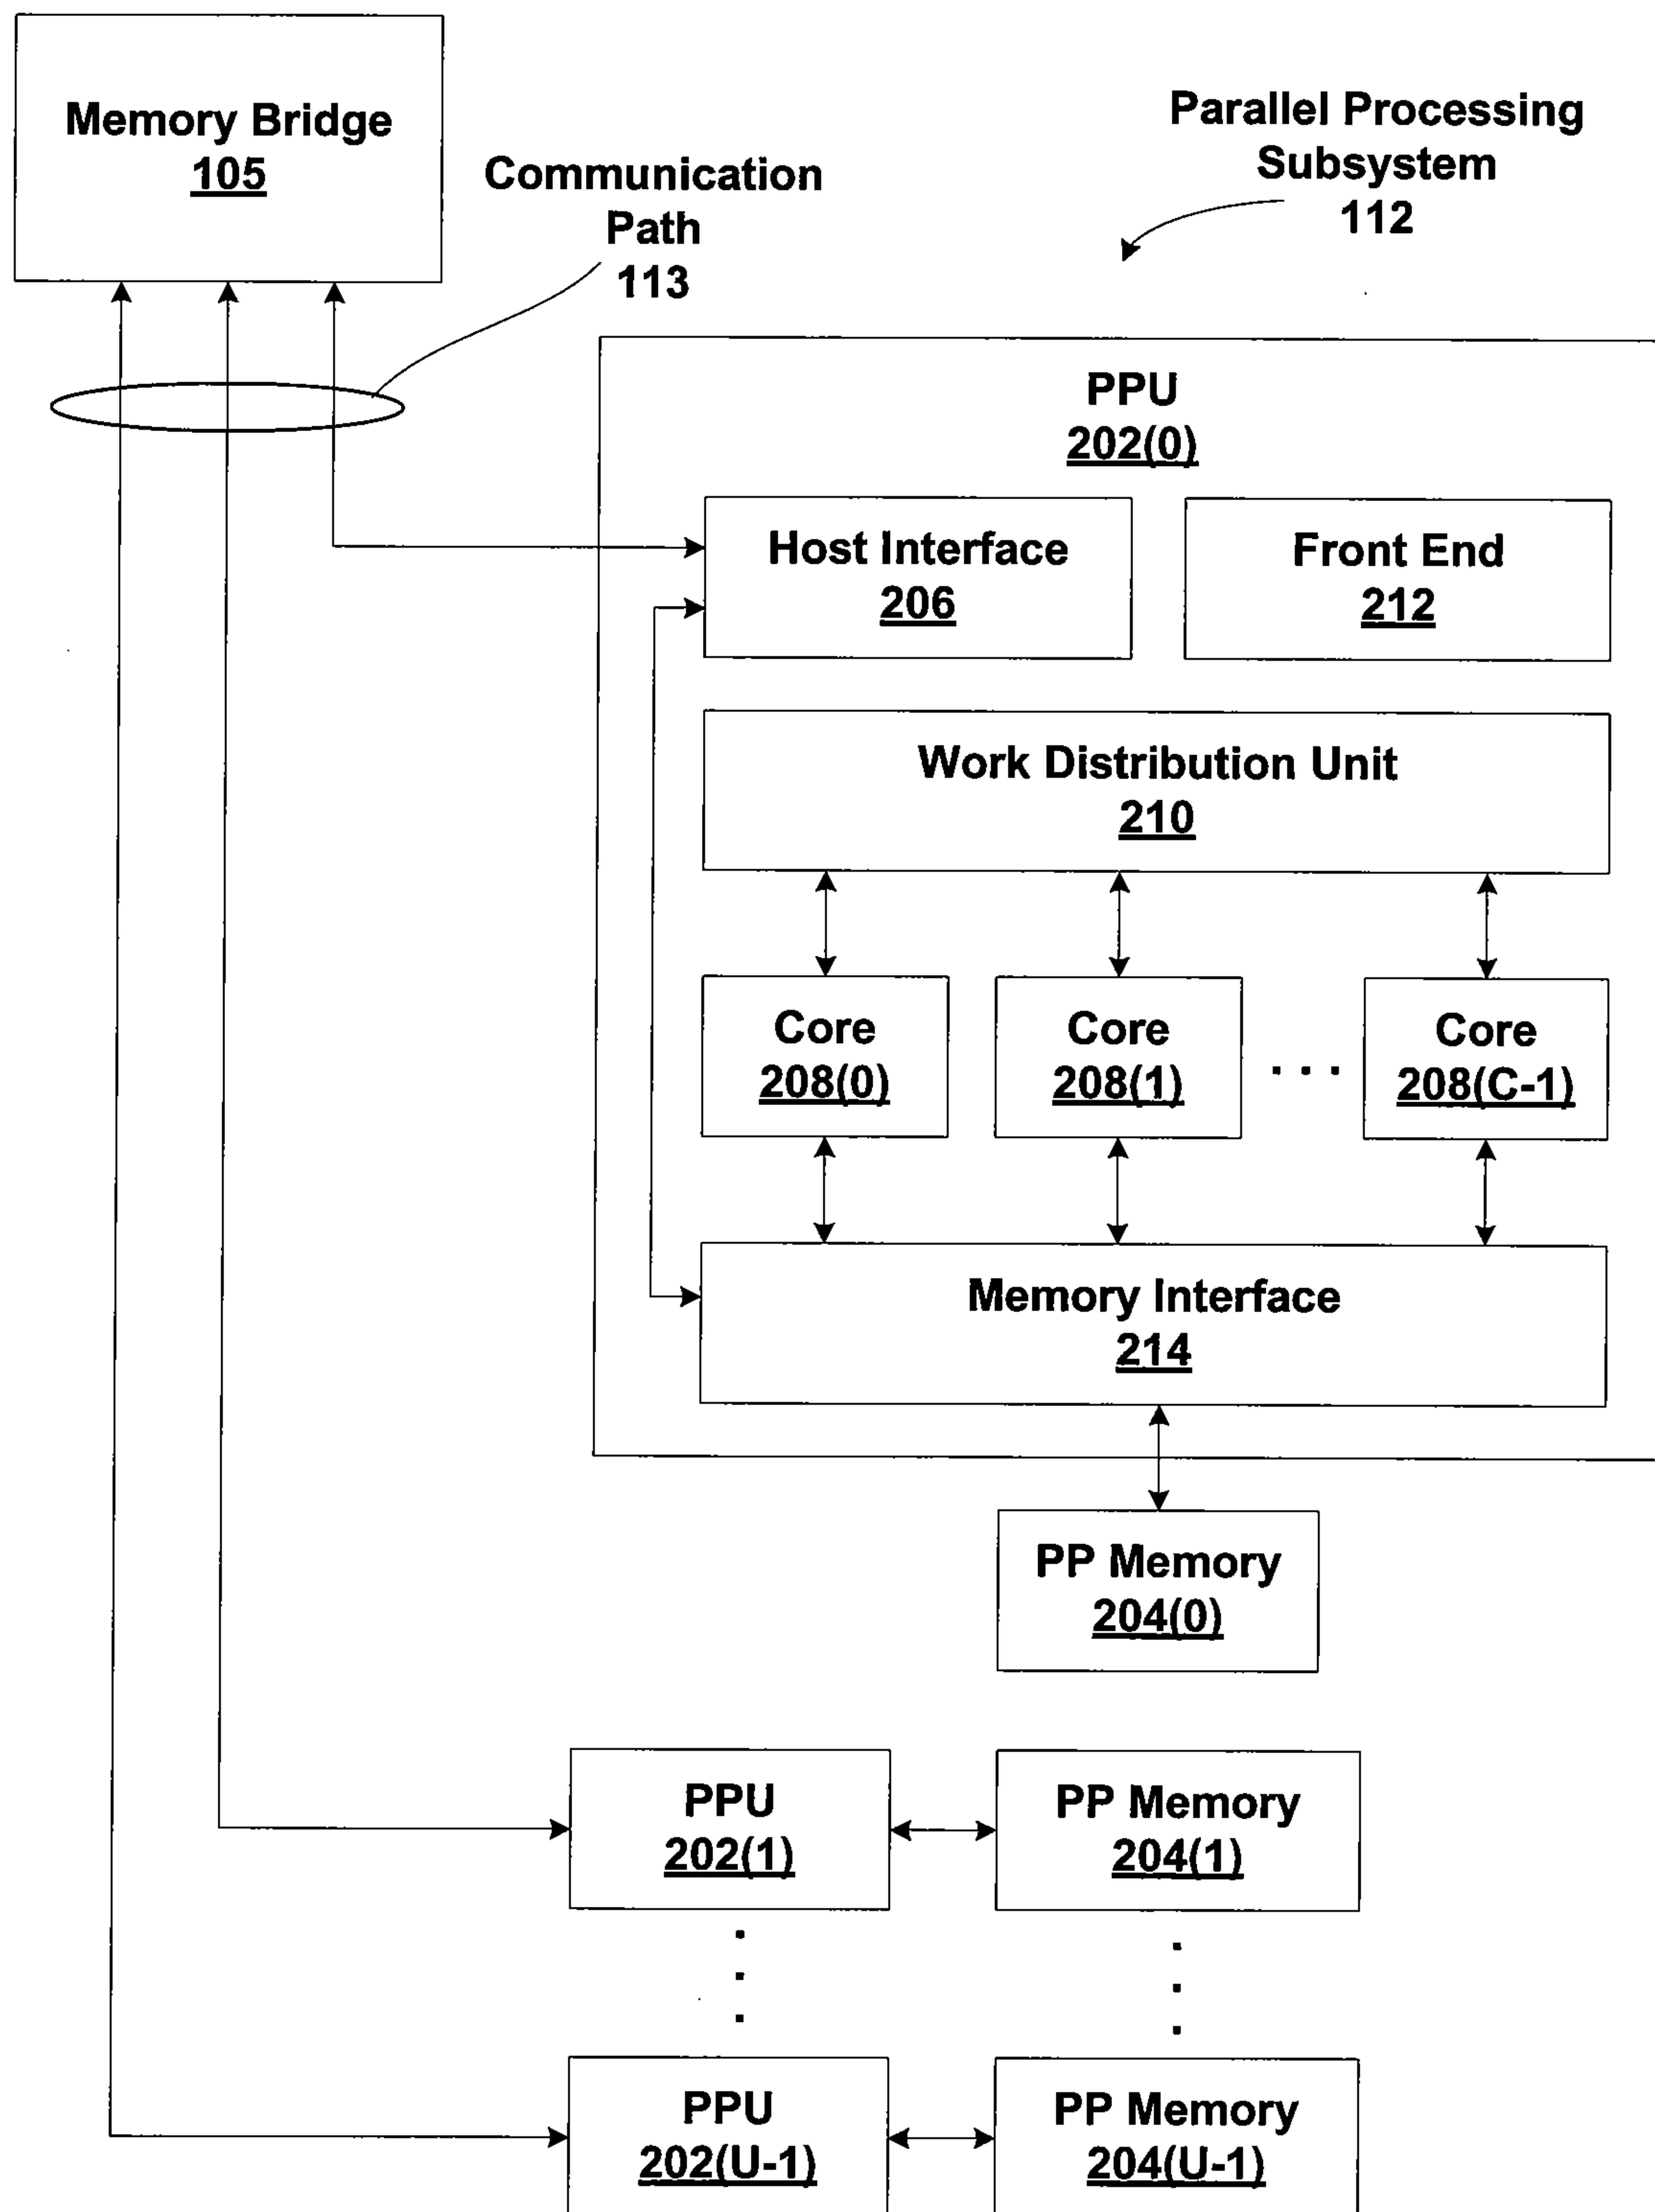 Memory Bridge
105
Communication
Path
113
Parallel Processing
Subsystem
112
PPU
202(0)
Host Interface
206
Front End
212
Work Distribution Unit
210
Core
208(0)
Core
208(1)
. . .
Core
208(C-1)
Memory Interface
214
PP Memory
204(0)
PPU
202(1)
PP Memory
204(1)
PPU
202(U-1)
PP Memory
204(U-1)